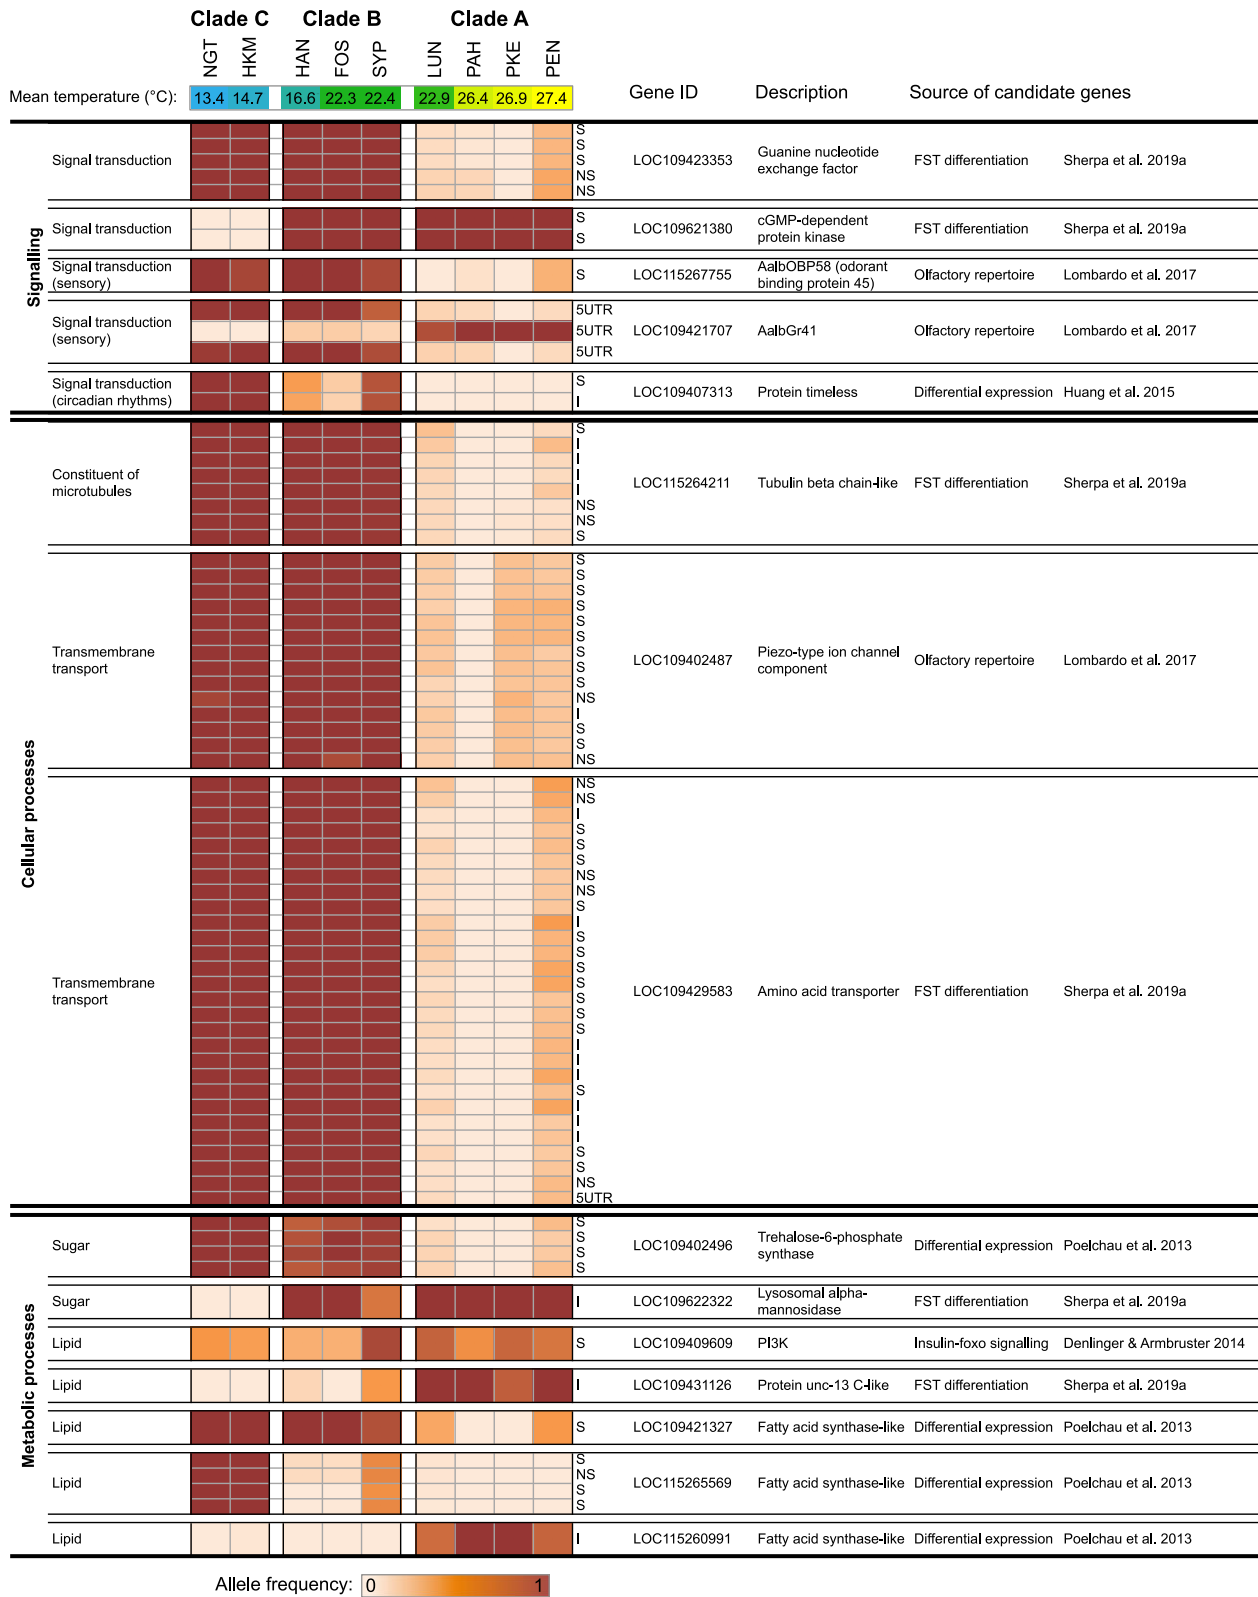 Clade C Clade B Clade A
NGT HKM HAN FOS SYP LUN PAH PKE PEN
Mean temperature (°C): 13.4 14.7 16.6 22.3 22.4 22.9 26.4 26.9 27.4 Gene ID Description Source of candidate genes
Signalling
S
S
Signal transduction S LOC109423353 Guanine nucleotide exchange factor FST differentiation Sherpa et al. 2019a
NS
NS
S
Signal transduction LOC109621380 cGMP-dependent protein kinase FST differentiation Sherpa et al. 2019a
S
Signal transduction (sensory) S LOC115267755 AalbOBP58 (odorant binding protein 45) Olfactory repertoire Lombardo et al. 2017
5UTR
Signal transduction (sensory) 5UTR LOC109421707 AalbGr41 Olfactory repertoire Lombardo et al. 2017
5UTR
S
Signal transduction (circadian rhythms) LOC109407313 Protein timeless Differential expression Huang et al. 2015
I
Cellular processes
S
I
I
Constituent of microtubules I LOC115264211 Tubulin beta chain-like FST differentiation Sherpa et al. 2019a
I
NS
NS
S
S
S
S
S
S
S
Transmembrane transport S LOC109402487 Piezo-type ion channel component Olfactory repertoire Lombardo et al. 2017
S
S
NS
I
S
S
NS
NS
NS
I
S
S
S
NS
NS
S
I
S
S
S
Transmembrane transport S LOC109429583 Amino acid transporter FST differentiation Sherpa et al. 2019a
S
S
S
I
I
I
S
I
I
I
S
S
NS
5UTR
Metabolic processes
S
Sugar S LOC109402496 Trehalose-6-phosphate synthase Differential expression Poelchau et al. 2013
S
S
Sugar I LOC109622322 Lysosomal alpha-mannosidase FST differentiation Sherpa et al. 2019a
Lipid S LOC109409609 PI3K Insulin-foxo signalling Denlinger & Armbruster 2014
Lipid I LOC109431126 Protein unc-13 C-like FST differentiation Sherpa et al. 2019a
Lipid S LOC109421327 Fatty acid synthase-like Differential expression Poelchau et al. 2013
S
Lipid NS LOC115265569 Fatty acid synthase-like Differential expression Poelchau et al. 2013
S
S
Lipid I LOC115260991 Fatty acid synthase-like Differential expression Poelchau et al. 2013
Allele frequency: 0 1